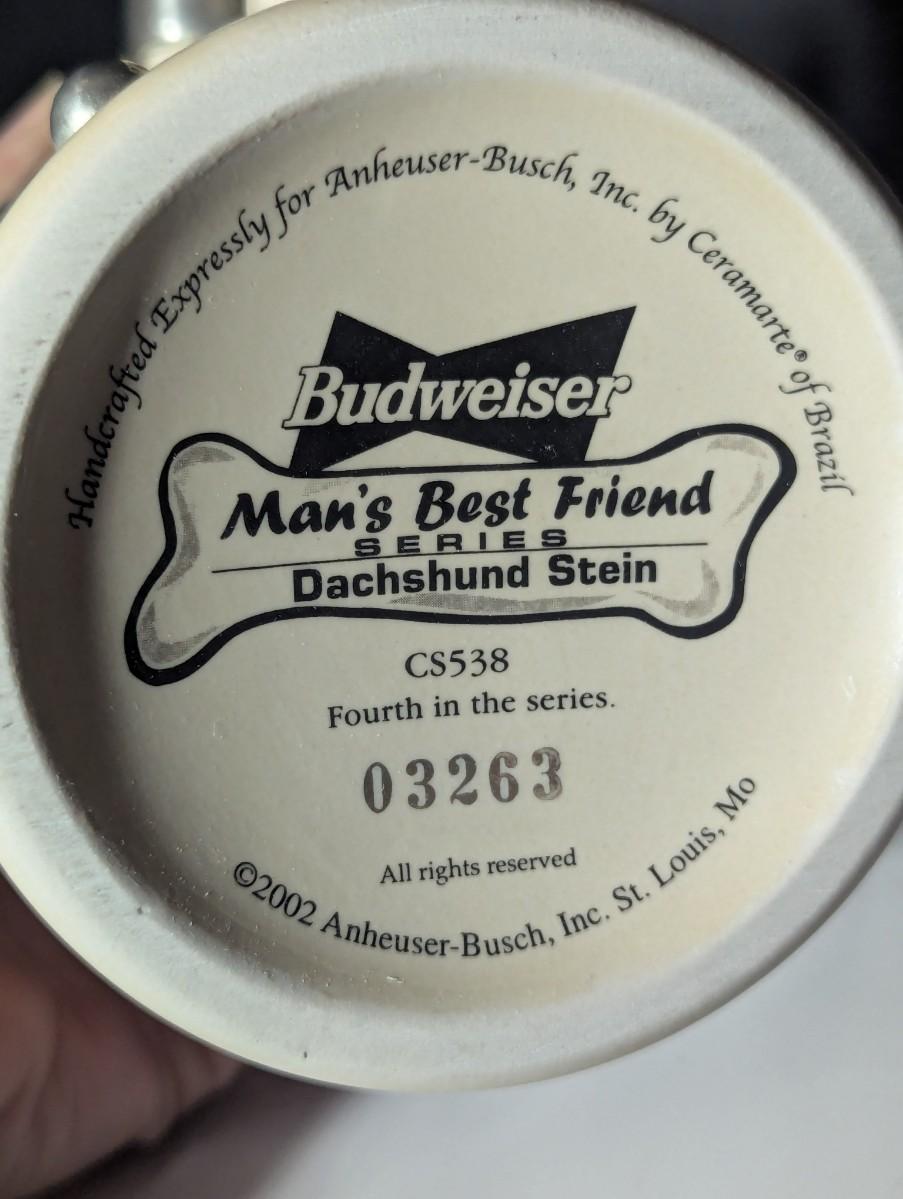 Handcrafted Expressly for Anheuser-Busch, Inc. by Ceramarte® of Brazil
Budweiser
Man's Best Friend
SERIES
Dachshund Stein
CS538
Fourth in the series.
03263
All rights reserved
©2002 Anheuser-Busch, Inc. St. Louis, Mo